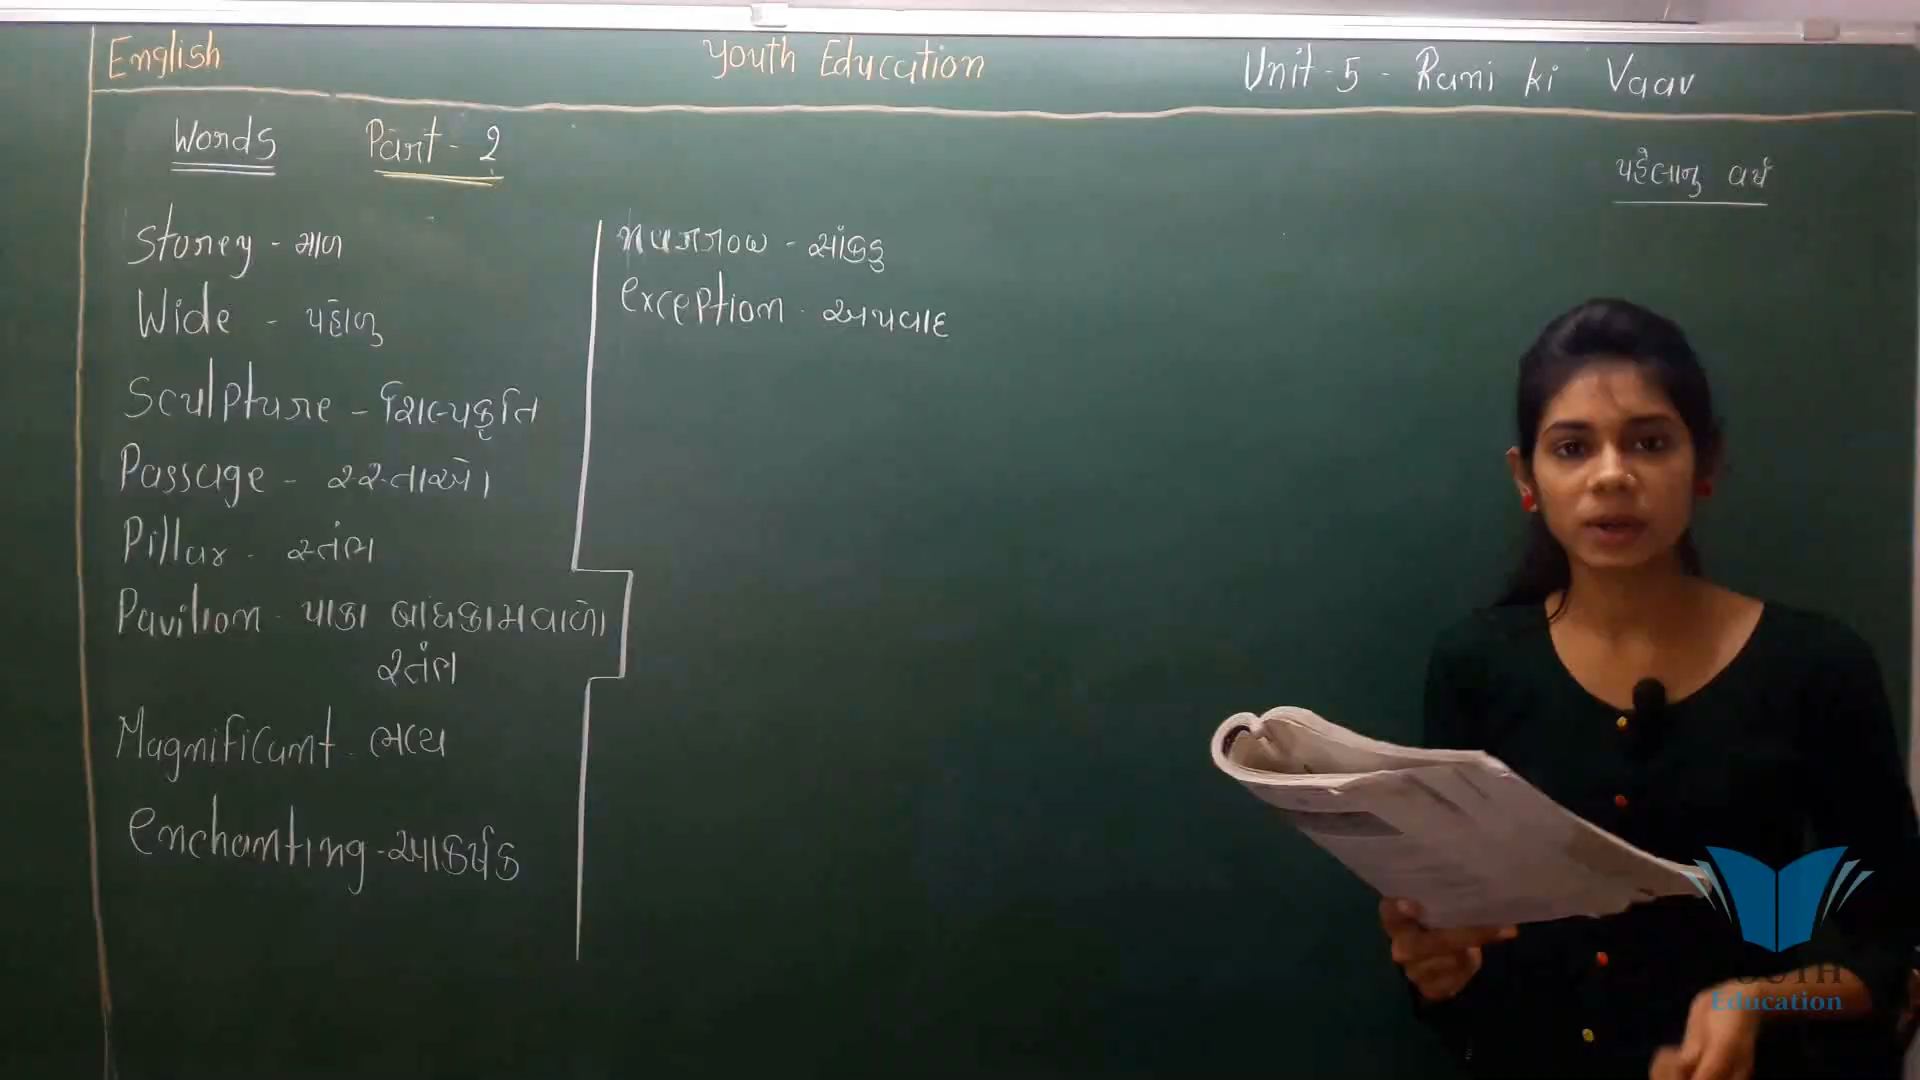 English
Youth Education
Unit-5 - Rani ki Vaav
Words Part - 2
પહેલાનુ વર્ષ
Storey - માળ
Wide - પહોળુ
Sculpture - શિલ્પકૃતિ
Passage - રસ્તાઓ
Pillar - સ્તંભ
Pavilion - પાકા બાંધકામવાળો
સ્તંભ
Magnificant - ભવ્ય
Enchanting - આકર્ષક
Narrow - સાંકડુ
Exception - અપવાદ
YOUTH
Education